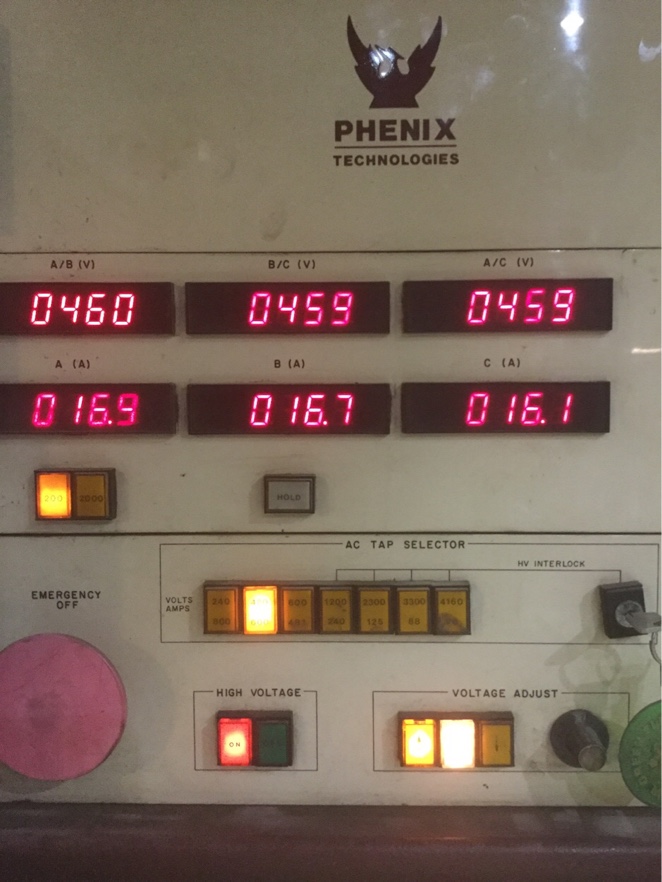 PHENIX
TECHNOLOGIES
A/B (V) B/C (V) A/C (V)
0460 0459 0459
A (A) B (A) C (A)
016.9 016.7 016.1
200 2000
HOLD
AC TAP SELECTOR
HV INTERLOCK
EMERGENCY
OFF
VOLTS 240 600 1200 2300 3300 4160
AMPS 800 600 485 240 125 88
HIGH VOLTAGE
VOLTAGE ADJUST
ON